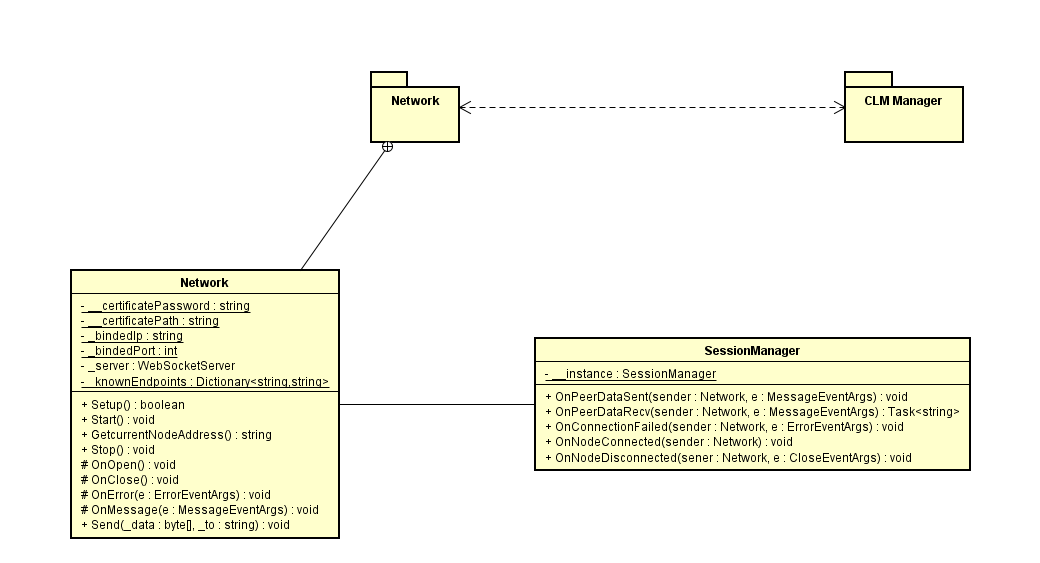 Network
CLM Manager
Network
- __certificatePassword : string
- __certificatePath : string
- _bindedIp : string
- _bindedPort : int
- _server : WebSocketServer
- __knownEndpoints : Dictionary<string,string>
+ Setup() : boolean
+ Start() : void
+ GetcurrentNodeAddress() : string
+ Stop() : void
# OnOpen() : void
# OnClose() : void
# OnError(e : ErrorEventArgs) : void
# OnMessage(e : MessageEventArgs) : void
+ Send(_data : byte[], _to : string) : void
SessionManager
- __instance : SessionManager
+ OnPeerDataSent(sender : Network, e : MessageEventArgs) : void
+ OnPeerDataRecv(sender : Network, e : MessageEventArgs) : Task<string>
+ OnConnectionFailed(sender : Network, e : ErrorEventArgs) : void
+ OnNodeConnected(sender : Network) : void
+ OnNodeDisconnected(sener : Network, e : CloseEventArgs) : void